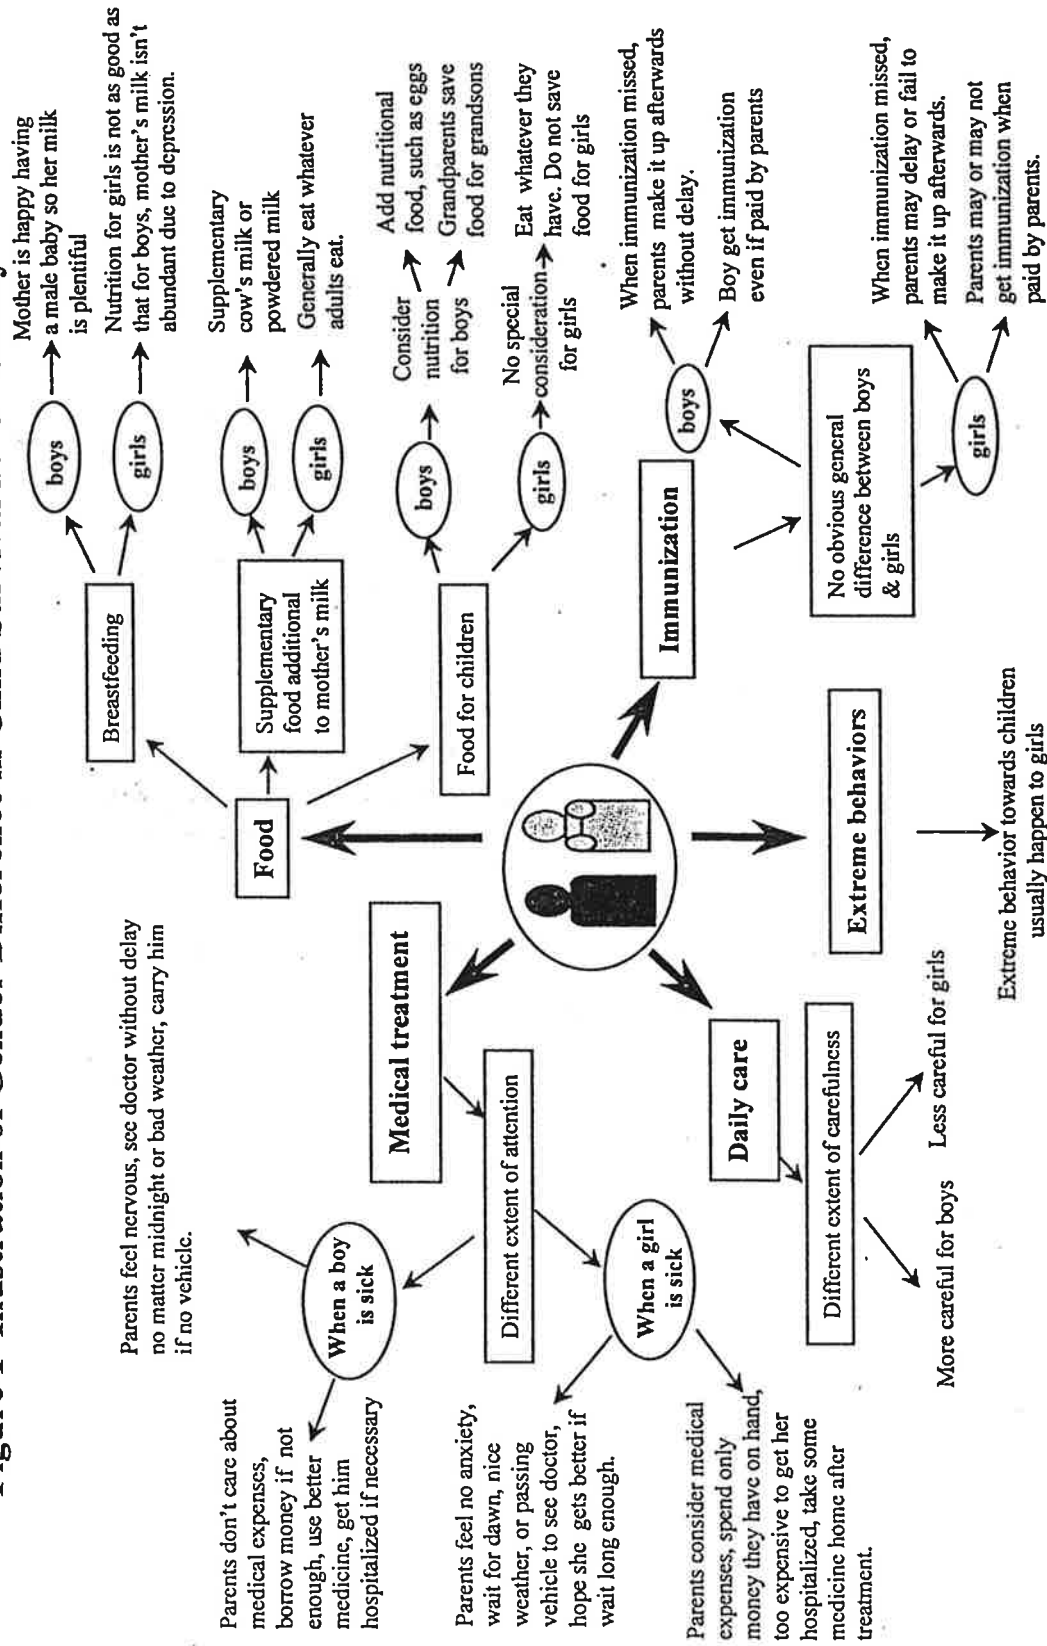 Mother is happy having
a male baby so her milk
is plentiful
boys
Nutrition for girls is not as good as
that for boys, mother's milk isn't
abundant due to depression.
girls
Breastfeeding
Supplementary
cow's milk or
powdered milk
boys
Generally eat whatever
adults eat.
girls
Supplementary
food additional
to mother's milk
Food
Add nutritional
food, such as eggs
Grandparents save
food for grandsons
Consider
nutrition
for boys
boys
Eat whatever they
have. Do not save
food for girls
No special
consideration
for girls
girls
Food for children
When immunization missed,
parents make it up afterwards
without delay.
Boy get immunization
even if paid by parents
boys
Immunization
No obvious general
difference between boys
& girls
When immunization missed,
parents may delay or fail to
make it up afterwards.
Parents may or may not
get immunization when
paid by parents.
girls
Extreme behaviors
Extreme behavior towards children
usually happen to girls
Medical treatment
Different extent of attention
When a boy
is sick
Parents feel nervous, see doctor without delay
no matter midnight or bad weather, carry him
if no vehicle.
Parents don't care about
medical expenses,
borrow money if not
enough, use better
medicine, get him
hospitalized if necessary
When a girl
is sick
Parents feel no anxiety,
wait for dawn, nice
weather, or passing
vehicle to see doctor,
hope she gets better if
wait long enough.
Parents consider medical
expenses, spend only
money they have on hand,
too expensive to get her
hospitalized, take some
medicine home after
treatment.
Daily care
Different extent of carefulness
More careful for boys
Less careful for girls